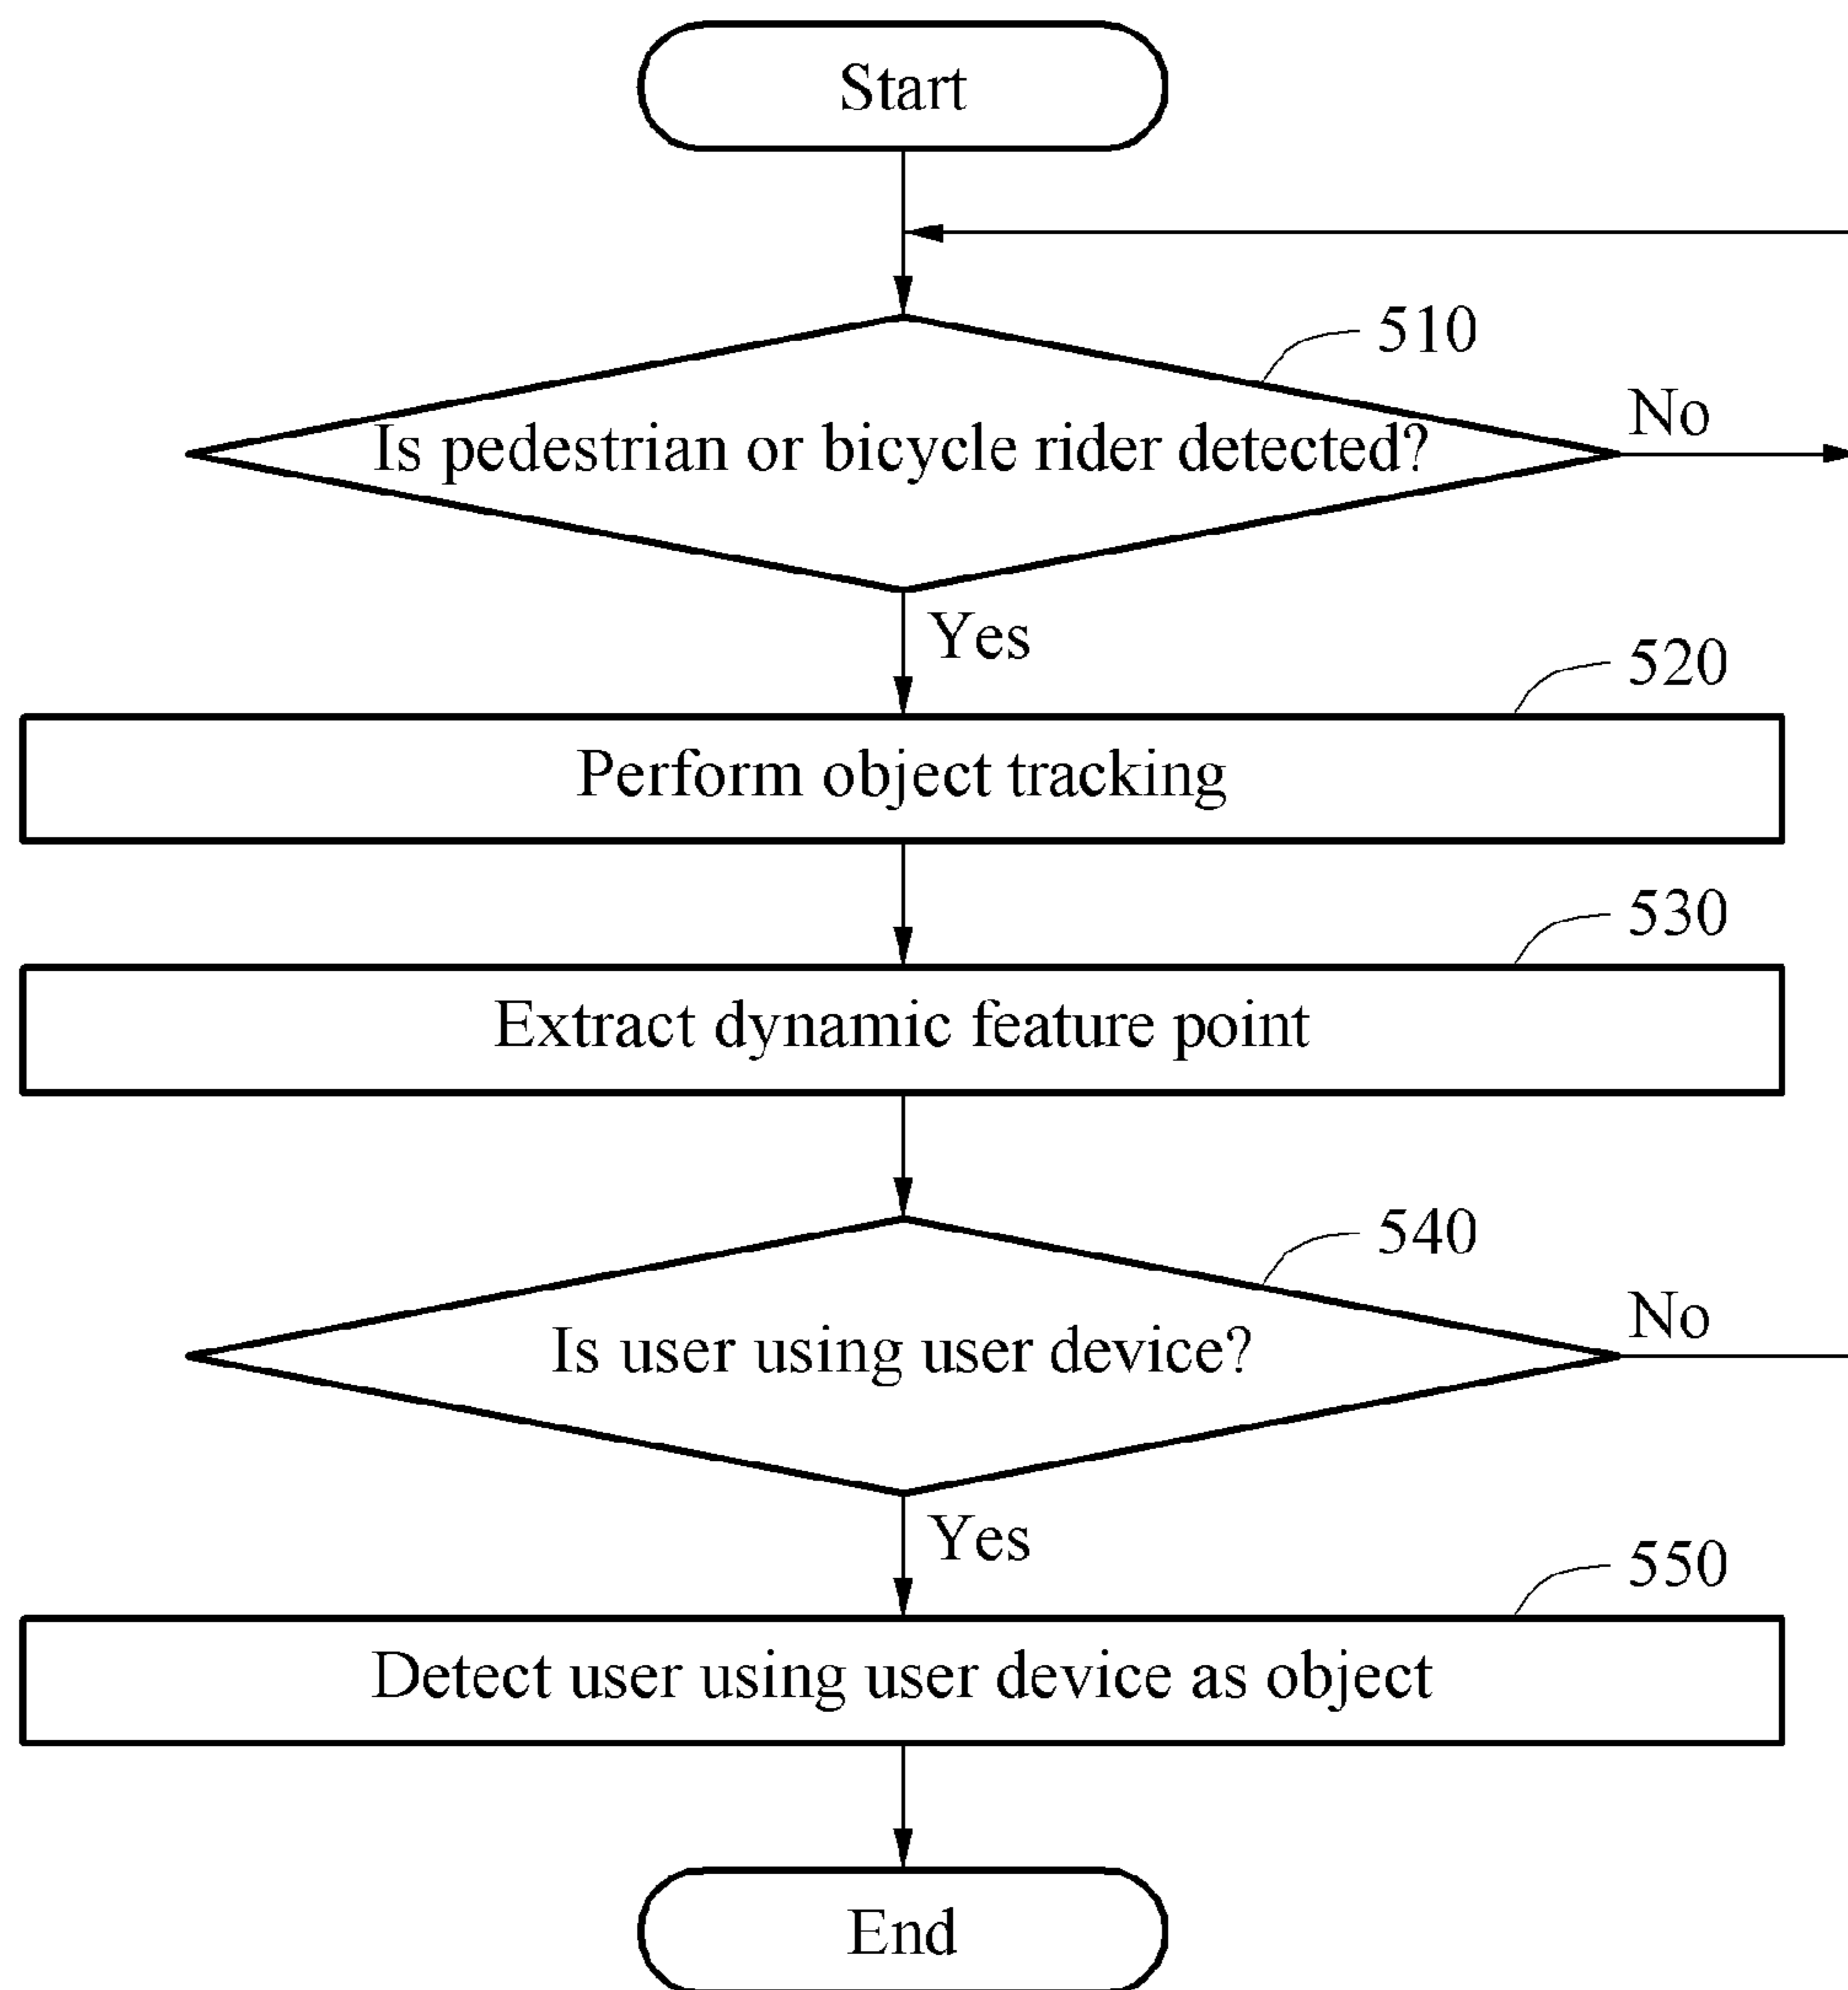 Start
510
Is pedestrian or bicycle rider detected?
No
Yes
520
Perform object tracking
530
Extract dynamic feature point
540
Is user using user device?
No
Yes
550
Detect user using user device as object
End